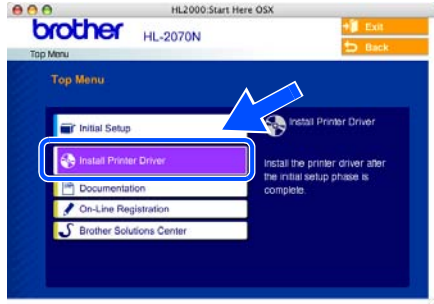 HL2000:Start Here OSX
brother HL-2070N
Exit
Back
Top Menu
Top Menu
Initial Setup
Install Printer Driver
Documentation
On-Line Registration
Brother Solutions Center
Install Printer Driver
Install the printer driver after
the initial setup phase is
complete.